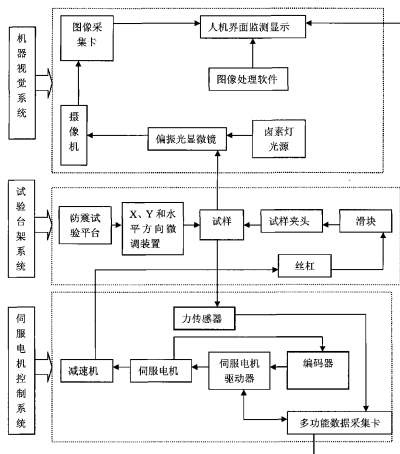 机器视觉系统
图像采
集卡
人机界面监测显示
图像处理软件
摄像机
偏振光显微镜
卤素灯
光源
试验台架系统
防震试
验平台
X、Y和水
平方向微
调装置
试样
试样夹头
滑块
丝杠
伺服电机控制系统
力传感器
减速机
伺服电机
伺服电机
驱动器
编码器
多功能数据采集卡